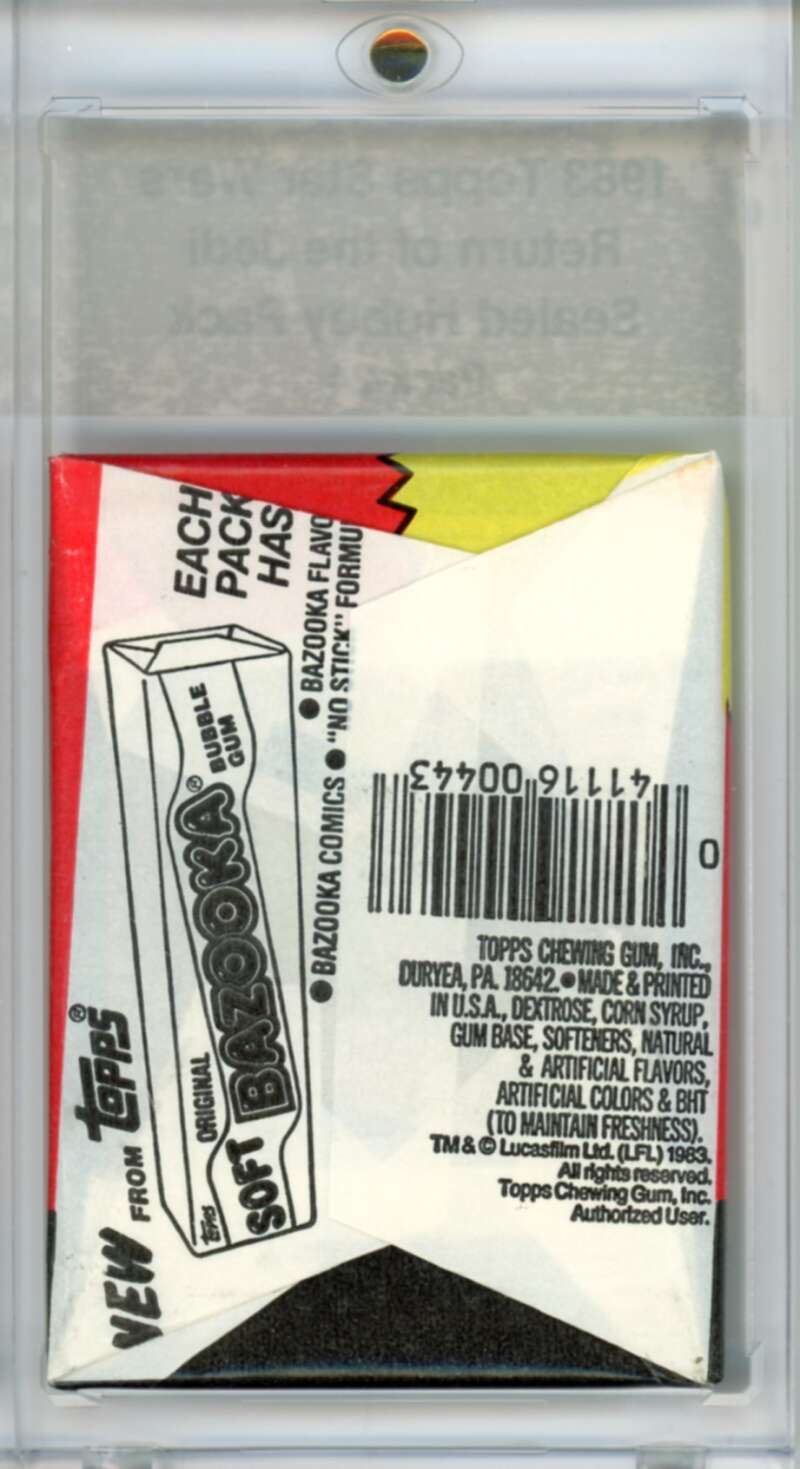 1983 Topps Star Wars
Return of the Jedi
Sealed Hobby Pack
EACH
PACK
HAS
• BAZOOKA FLAVO
• BAZOOKA COMICS • "NO STICK" FORMU
NEW FROM TOPPS®
ORIGINAL
SOFT BAZOOKA® BUBBLE
GUM
TOPPS
0 41116 00443
TOPPS CHEWING GUM, INC.,
DURYEA, PA. 18642. • MADE & PRINTED
IN U.S.A., DEXTROSE, CORN SYRUP,
GUM BASE, SOFTENERS, NATURAL
& ARTIFICIAL FLAVORS,
ARTIFICIAL COLORS & BHT
(TO MAINTAIN FRESHNESS).
TM & © Lucasfilm Ltd. (LFL) 1983.
All rights reserved.
Topps Chewing Gum, Inc.
Authorized User.